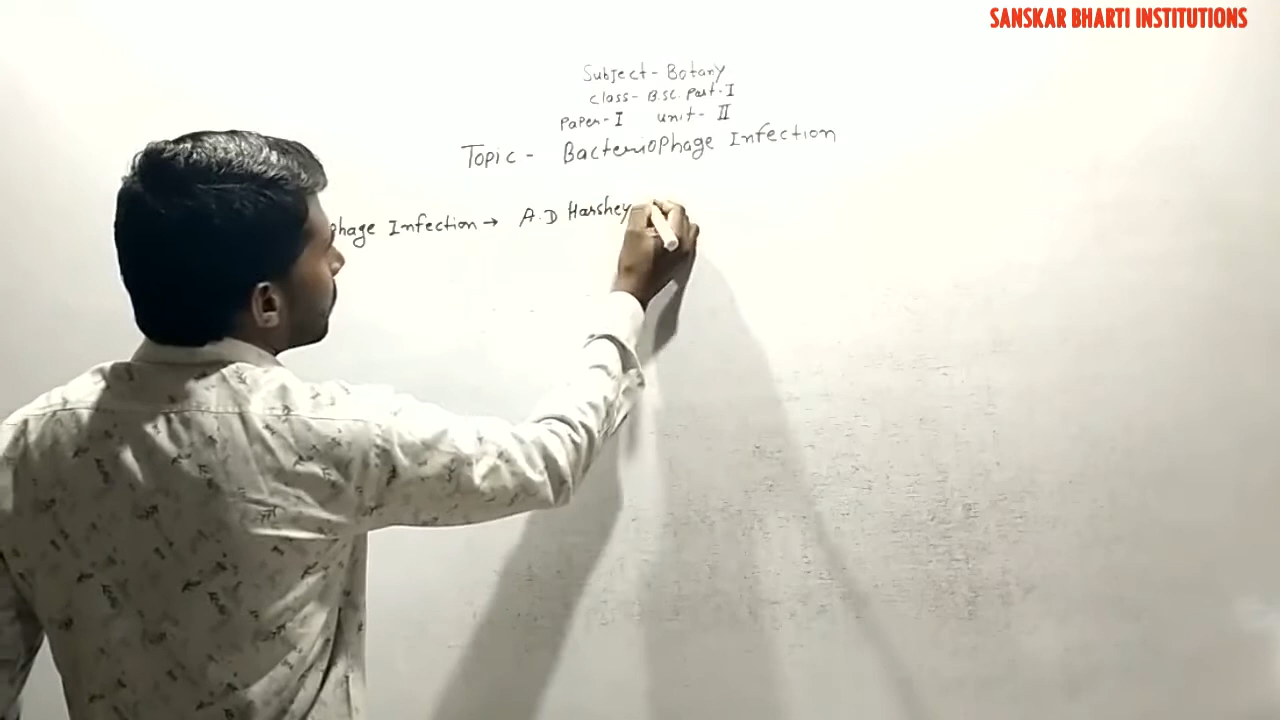 SANSKAR BHARTI INSTITUTIONS
Subject - Botany
Class - B.SC. Part - I
Paper - I Unit - II
Topic - Bacteriophage Infection
phage Infection → A.D Harshey